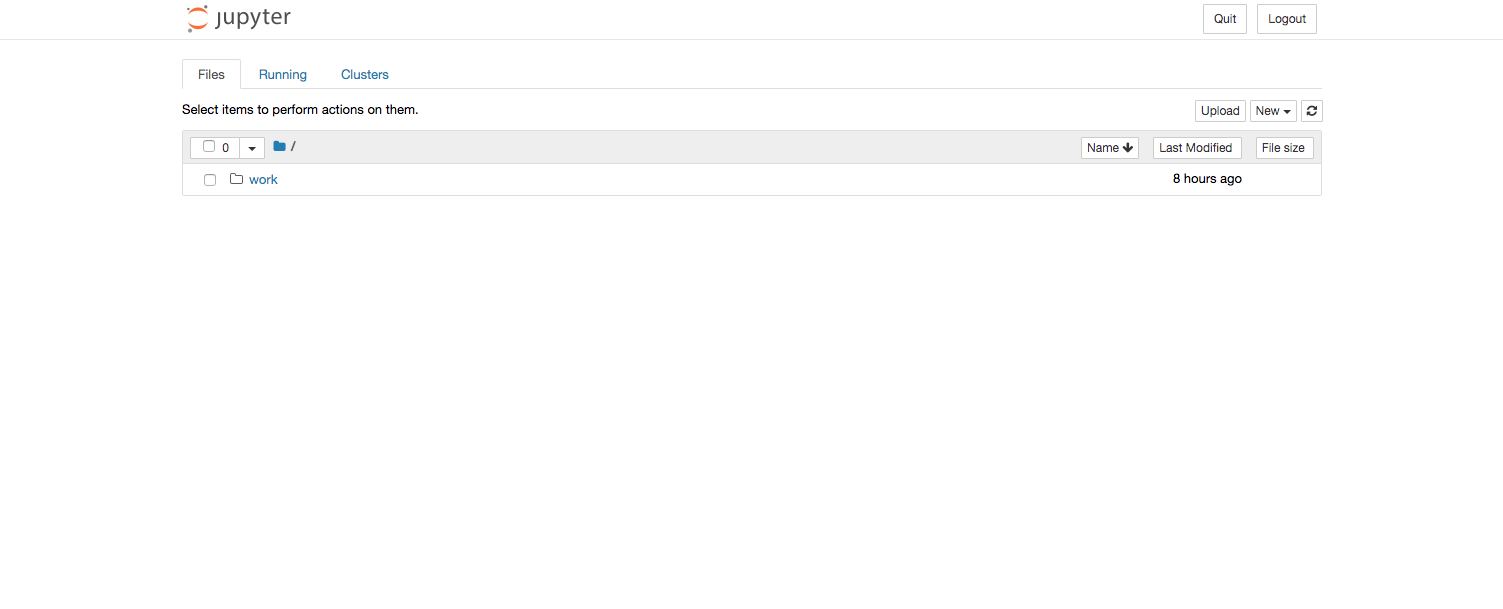 jupyter
Quit Logout
Files Running Clusters
Select items to perform actions on them.
Upload New
0 / Name Last Modified File size
work 8 hours ago